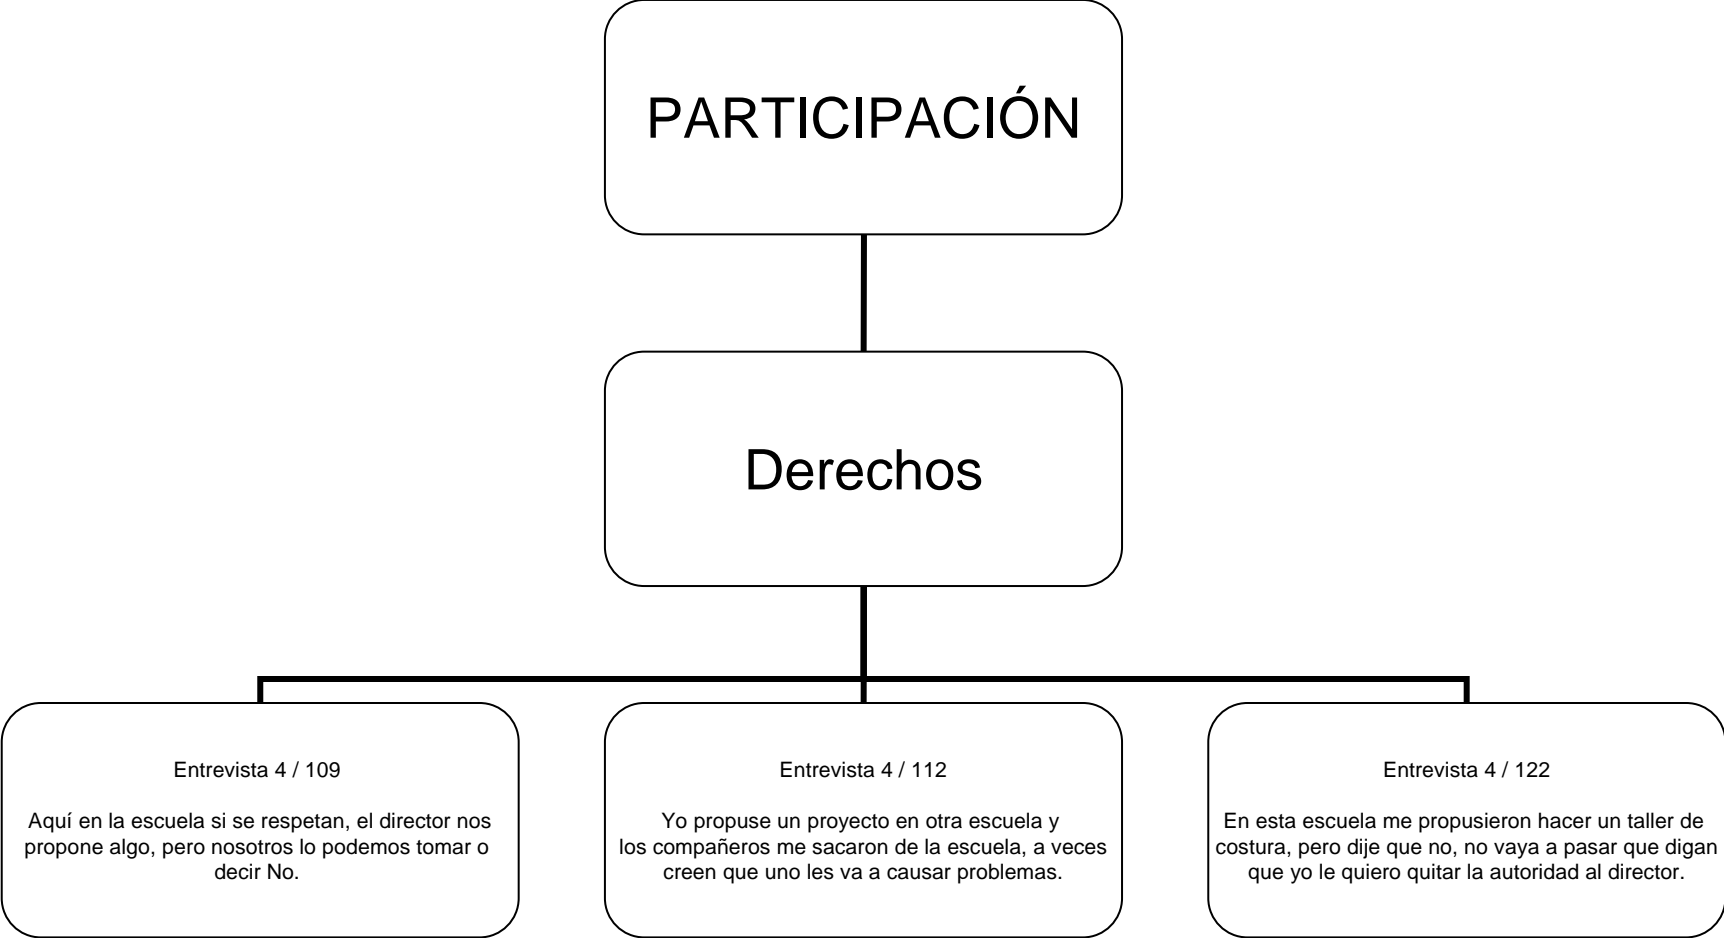 PARTICIPACIÓN
Derechos
Entrevista 4 / 109
Aquí en la escuela si se respetan, el director nos
propone algo, pero nosotros lo podemos tomar o
decir No.
Entrevista 4 / 112
Yo propuse un proyecto en otra escuela y
los compañeros me sacaron de la escuela, a veces
creen que uno les va a causar problemas.
Entrevista 4 / 122
En esta escuela me propusieron hacer un taller de
costura, pero dije que no, no vaya a pasar que digan
que yo le quiero quitar la autoridad al director.